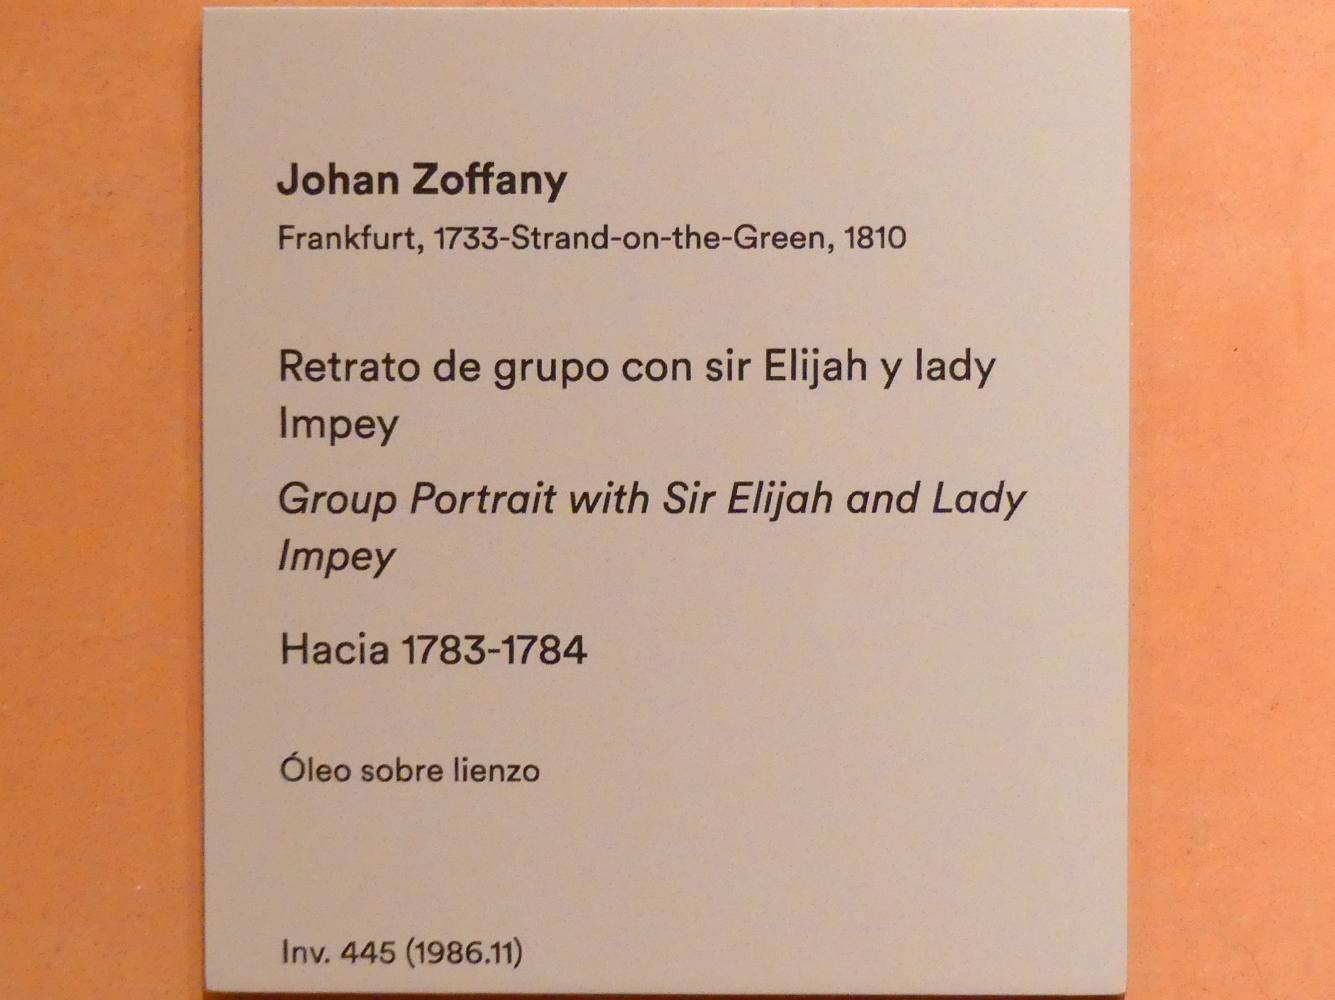 Johan Zoffany
Frankfurt, 1733-Strand-on-the-Green, 1810
Retrato de grupo con sir Elijah y lady
Impey
Group Portrait with Sir Elijah and Lady
Impey
Hacia 1783-1784
Óleo sobre lienzo
Inv. 445 (1986.11)